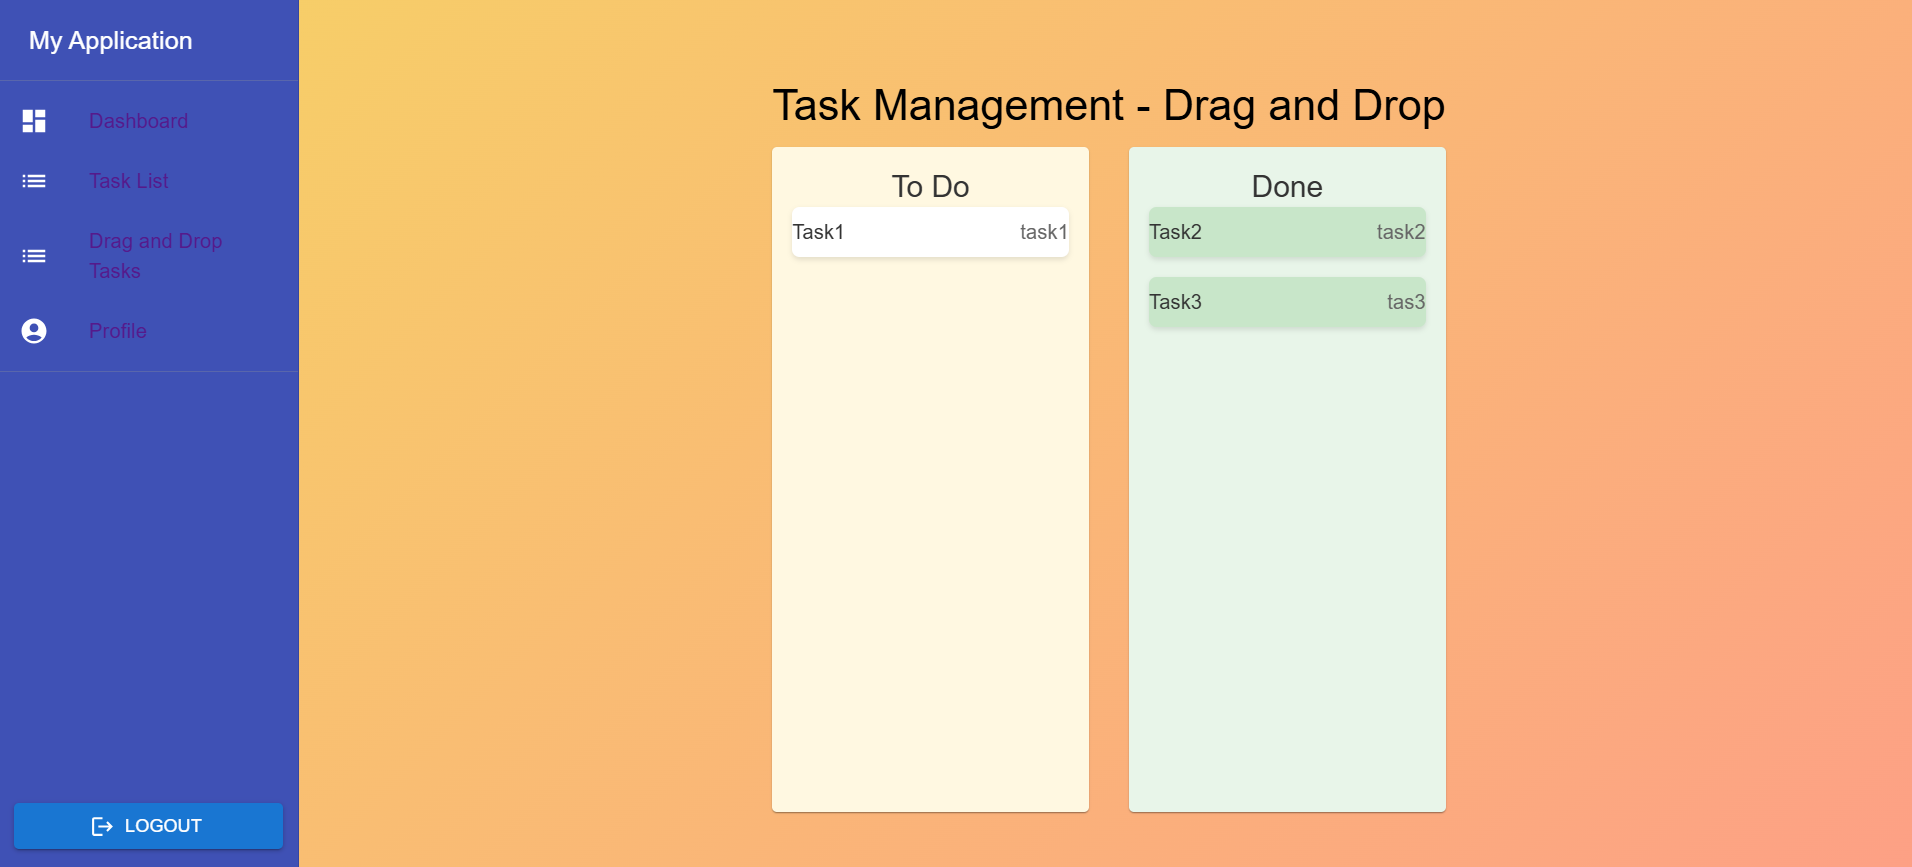 My Application
Dashboard
Task List
Drag and Drop
Tasks
Profile
LOGOUT
Task Management - Drag and Drop
To Do
Task1 task1
Done
Task2 task2
Task3 tas3